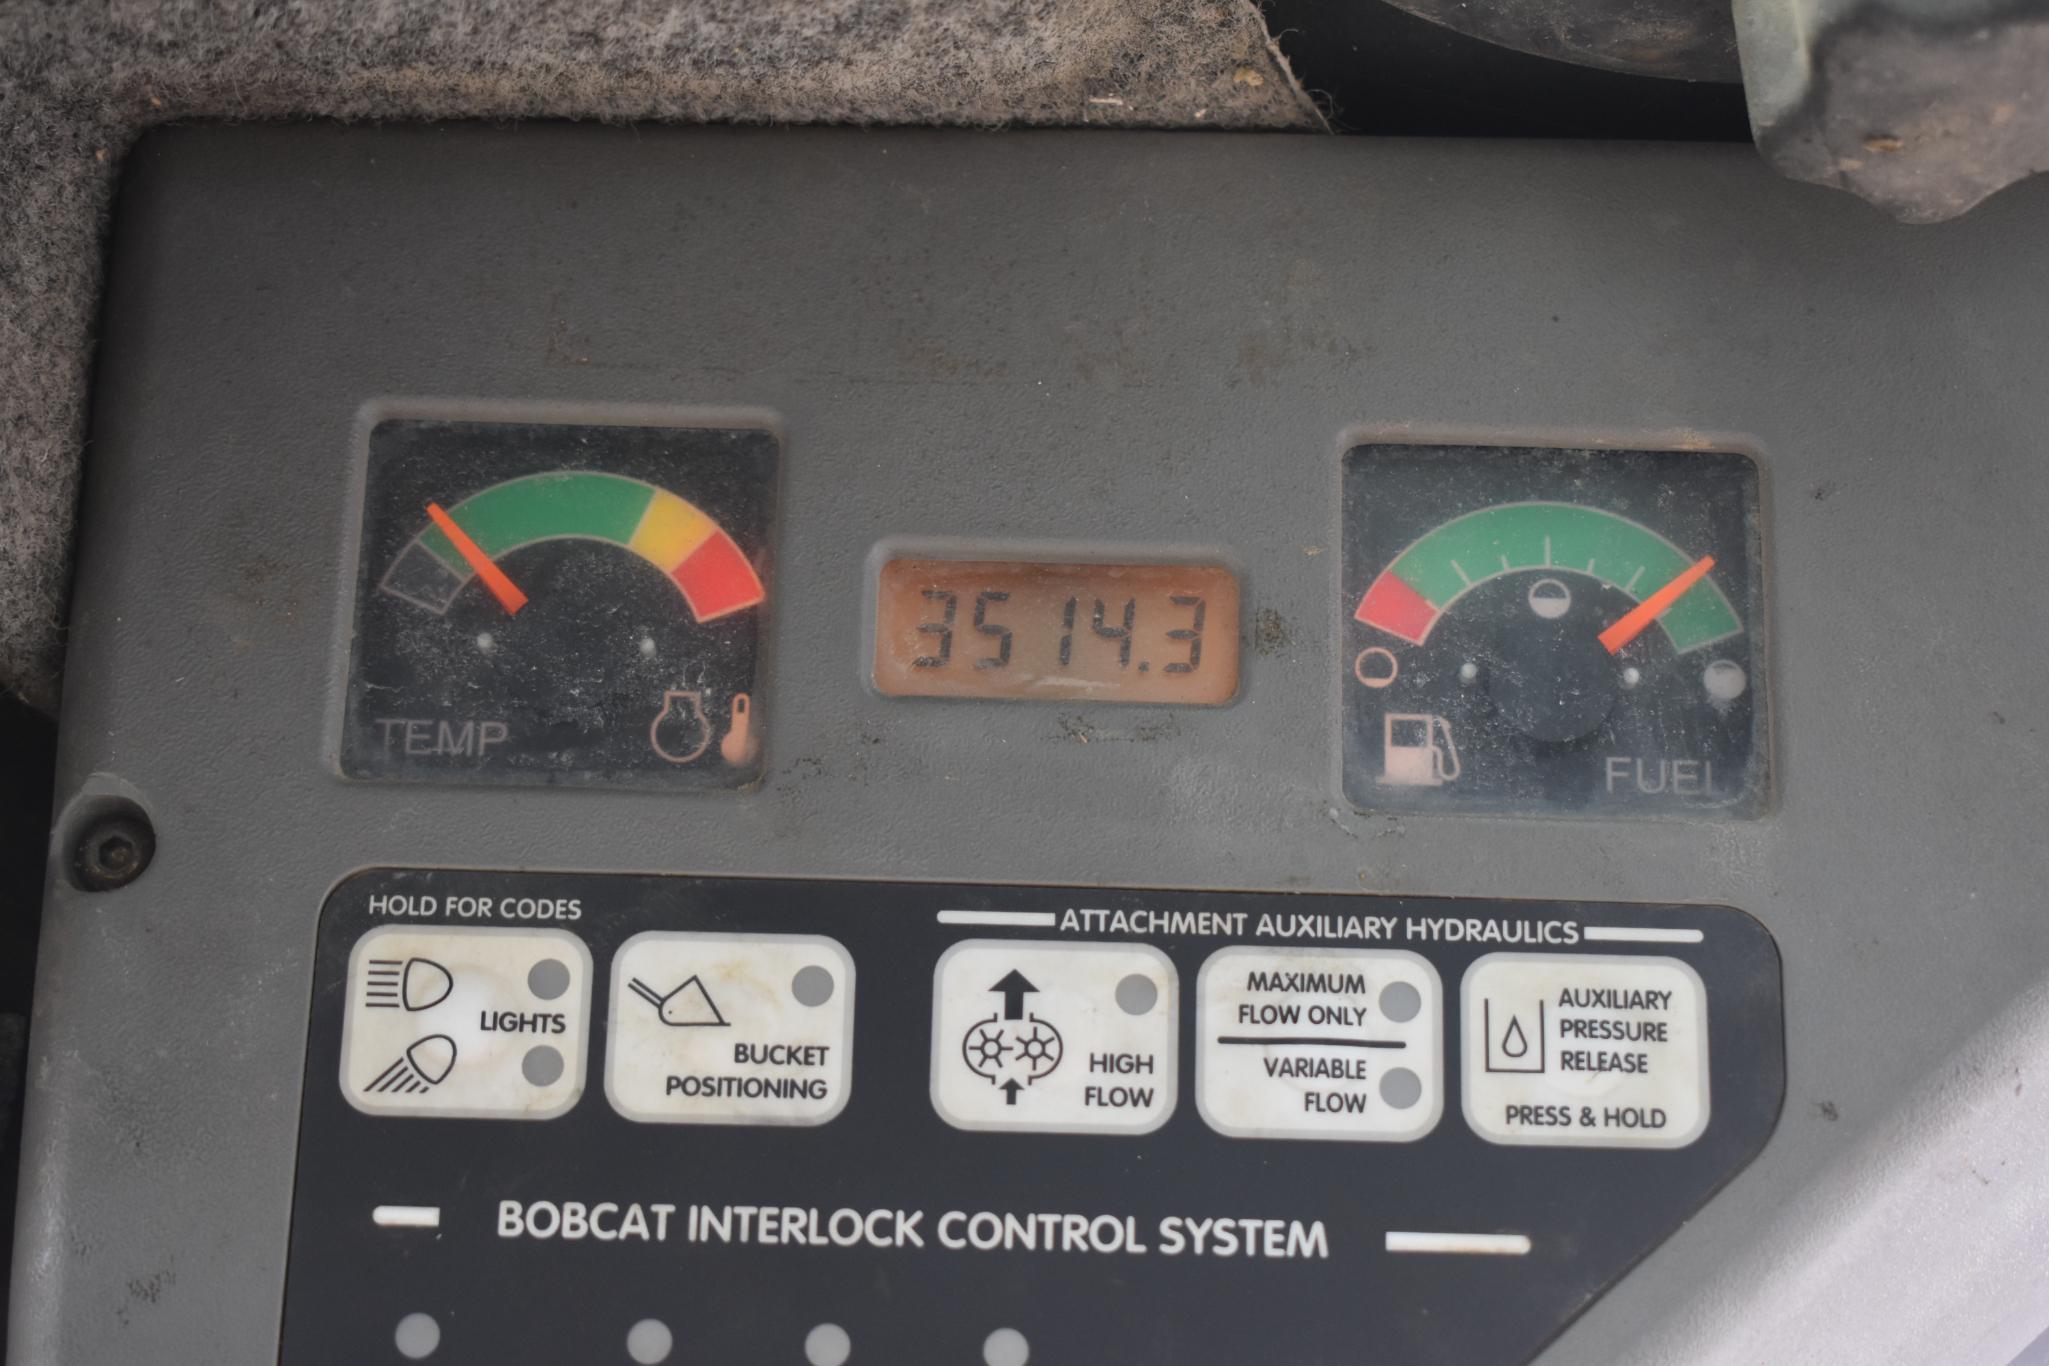 3514.3
TEMP
FUEL
HOLD FOR CODES
ATTACHMENT AUXILIARY HYDRAULICS
LIGHTS
BUCKET
POSITIONING
HIGH
FLOW
MAXIMUM
FLOW ONLY
VARIABLE
FLOW
AUXILIARY
PRESSURE
RELEASE
PRESS & HOLD
BOBCAT INTERLOCK CONTROL SYSTEM